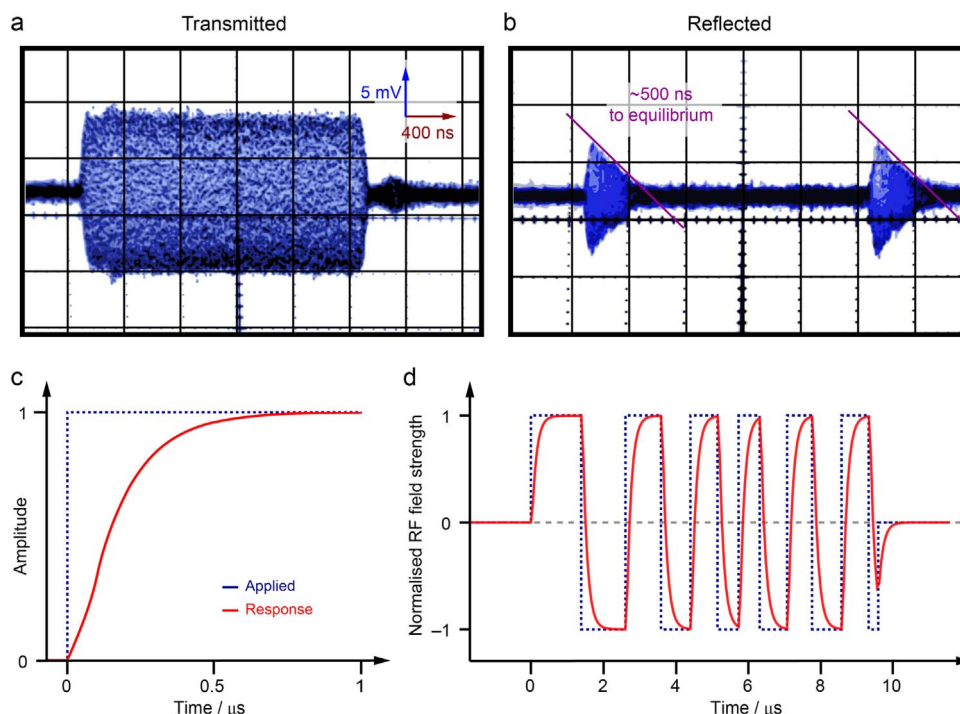 a
Transmitted
5 mV
400 ns
b
Reflected
~500 ns
to equilibrium
c
Amplitude
1
0
Applied
Response
0
0.5
1
Time / μs
d
Normalised RF field strength
1
0
−1
0
2
4
6
8
10
Time / μs